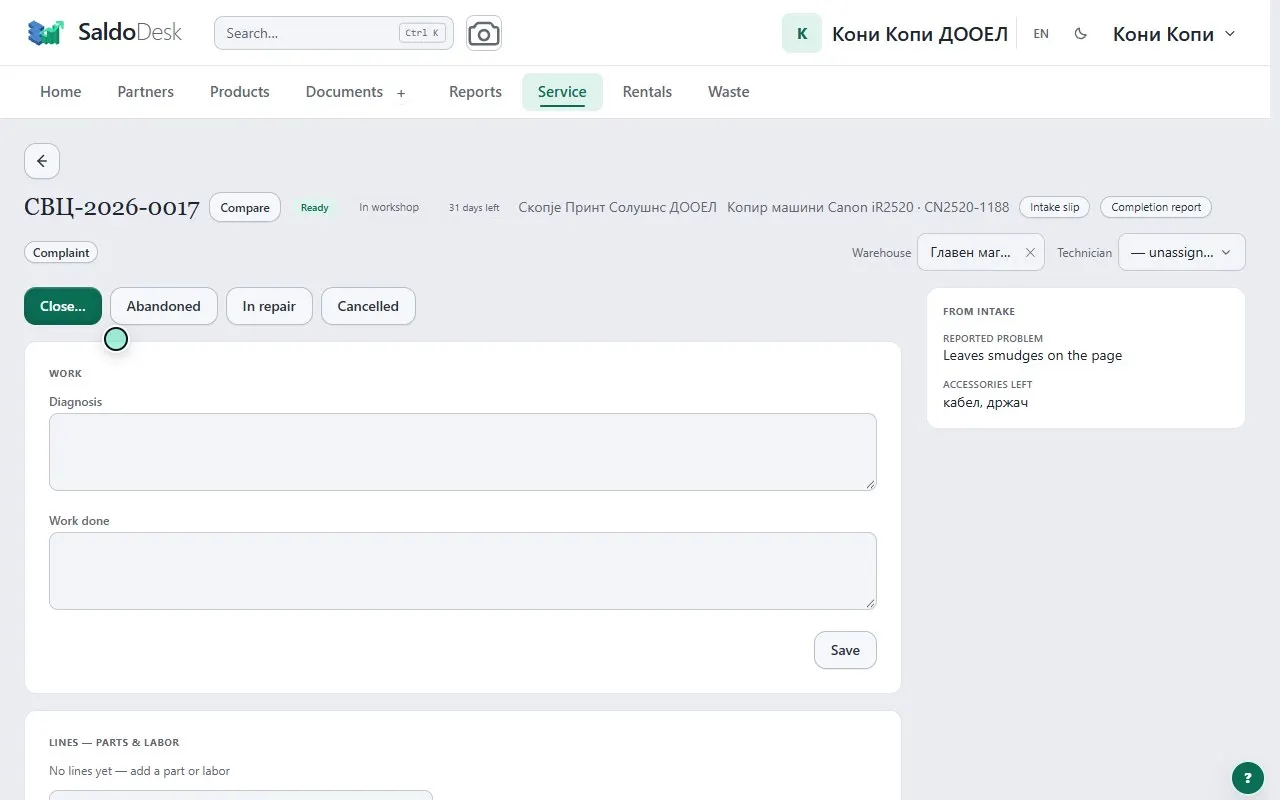 SaldoDesk Search... Ctrl K K Кони Копи ДООЕЛ EN Кони Копи
Home Partners Products Documents + Reports Service Rentals Waste
СВЦ-2026-0017 Compare Ready In workshop 31 days left Скопје Принт Солушнс ДООЕЛ Копир машини Canon iR2520 · CN2520-1188 Intake slip Completion report
Complaint Warehouse Главен маг... Technician — unassign...
Close... Abandoned In repair Cancelled
WORK
Diagnosis
Work done
Save
LINES — PARTS & LABOR
No lines yet — add a part or labor
FROM INTAKE
REPORTED PROBLEM
Leaves smudges on the page
ACCESSORIES LEFT
кабел, држач
?